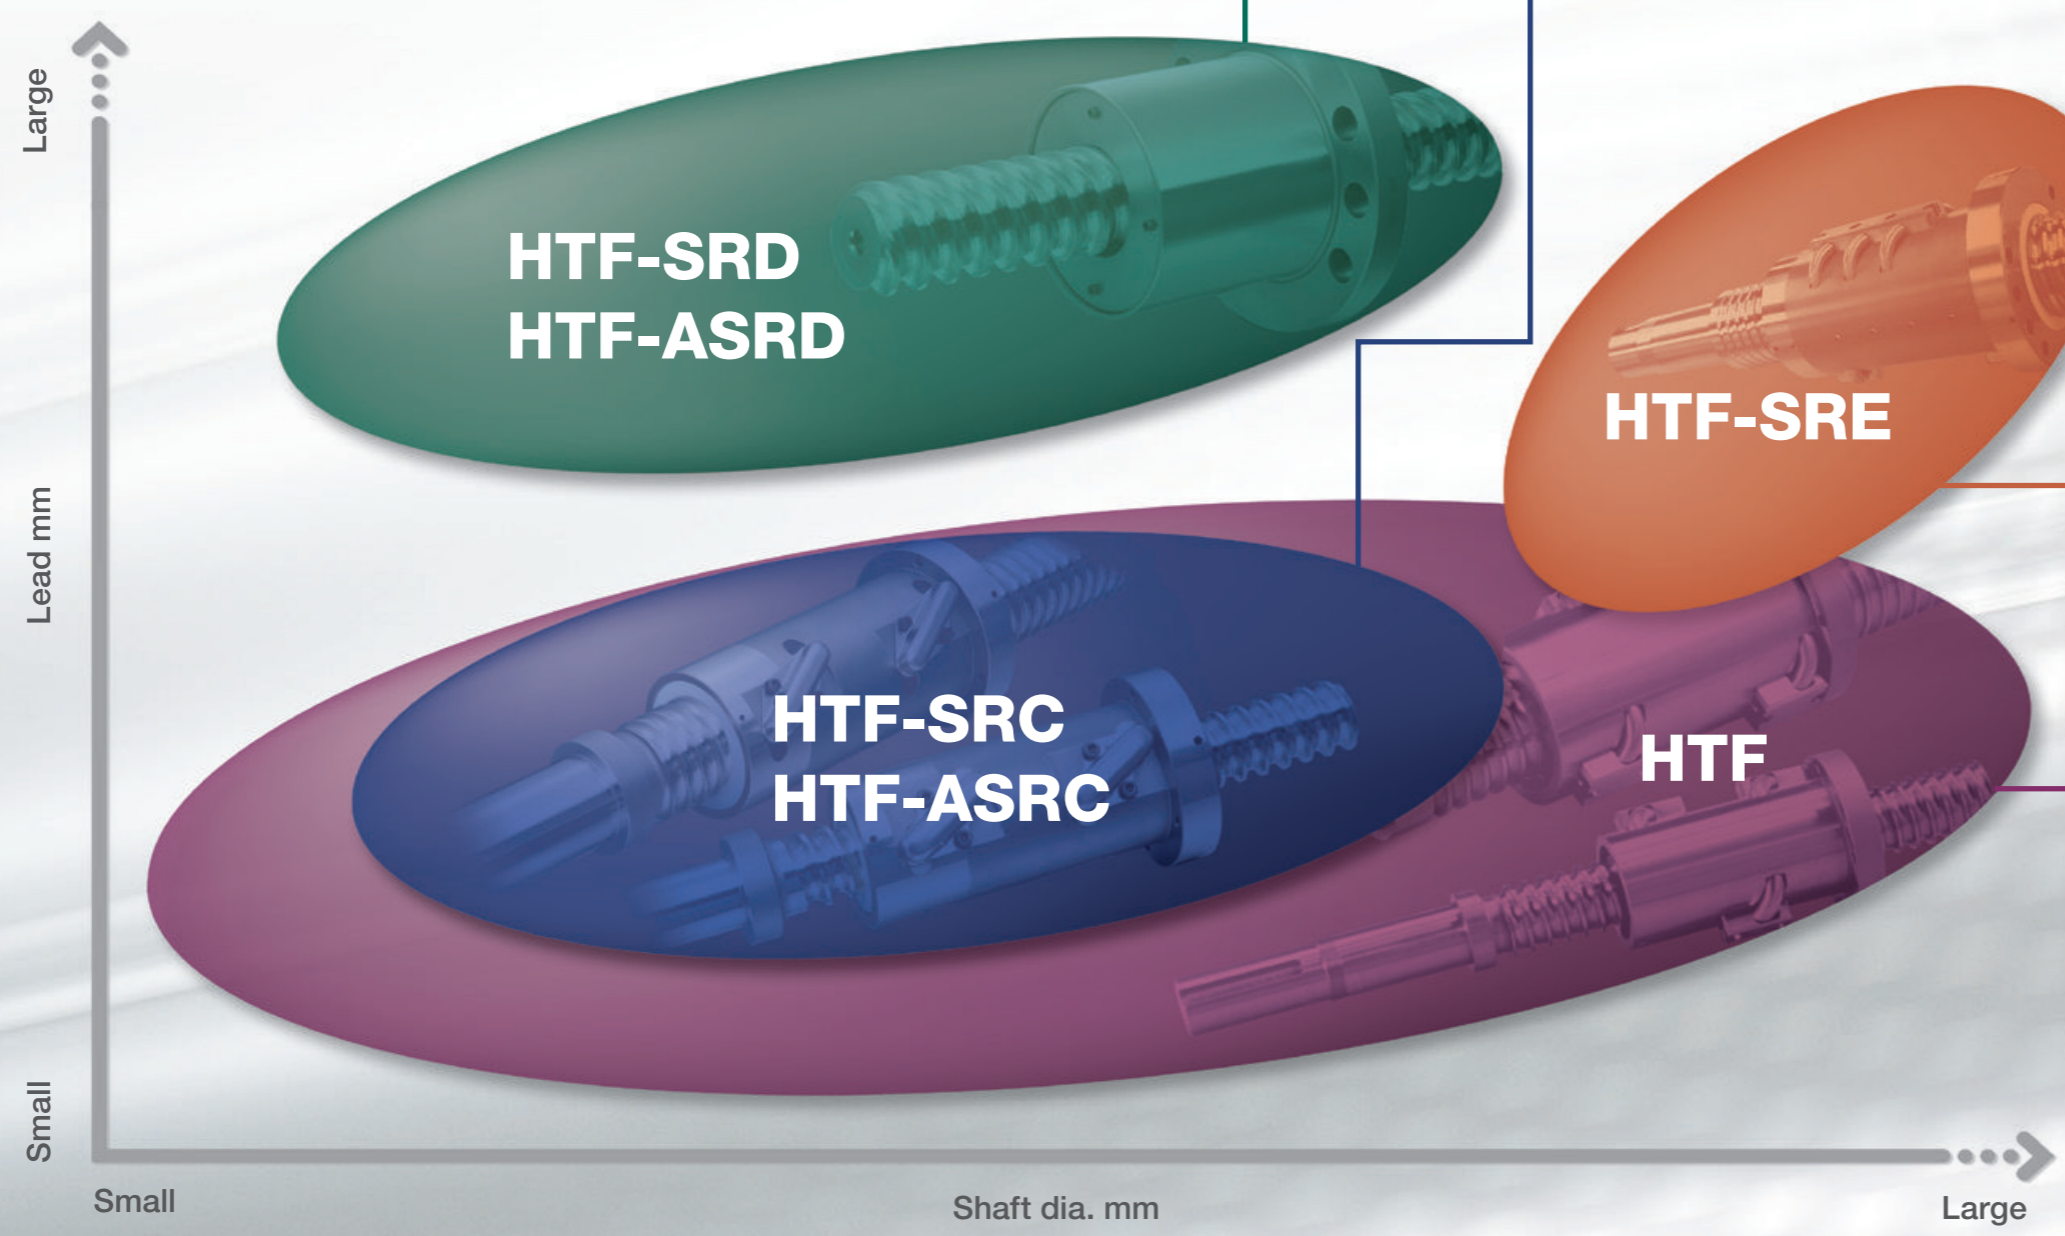 Large
HTF-SRD
HTF-ASRD
HTF-SRE
Lead mm
HTF-SRC
HTF-ASRC
HTF
Small
Small
Shaft dia. mm
Large